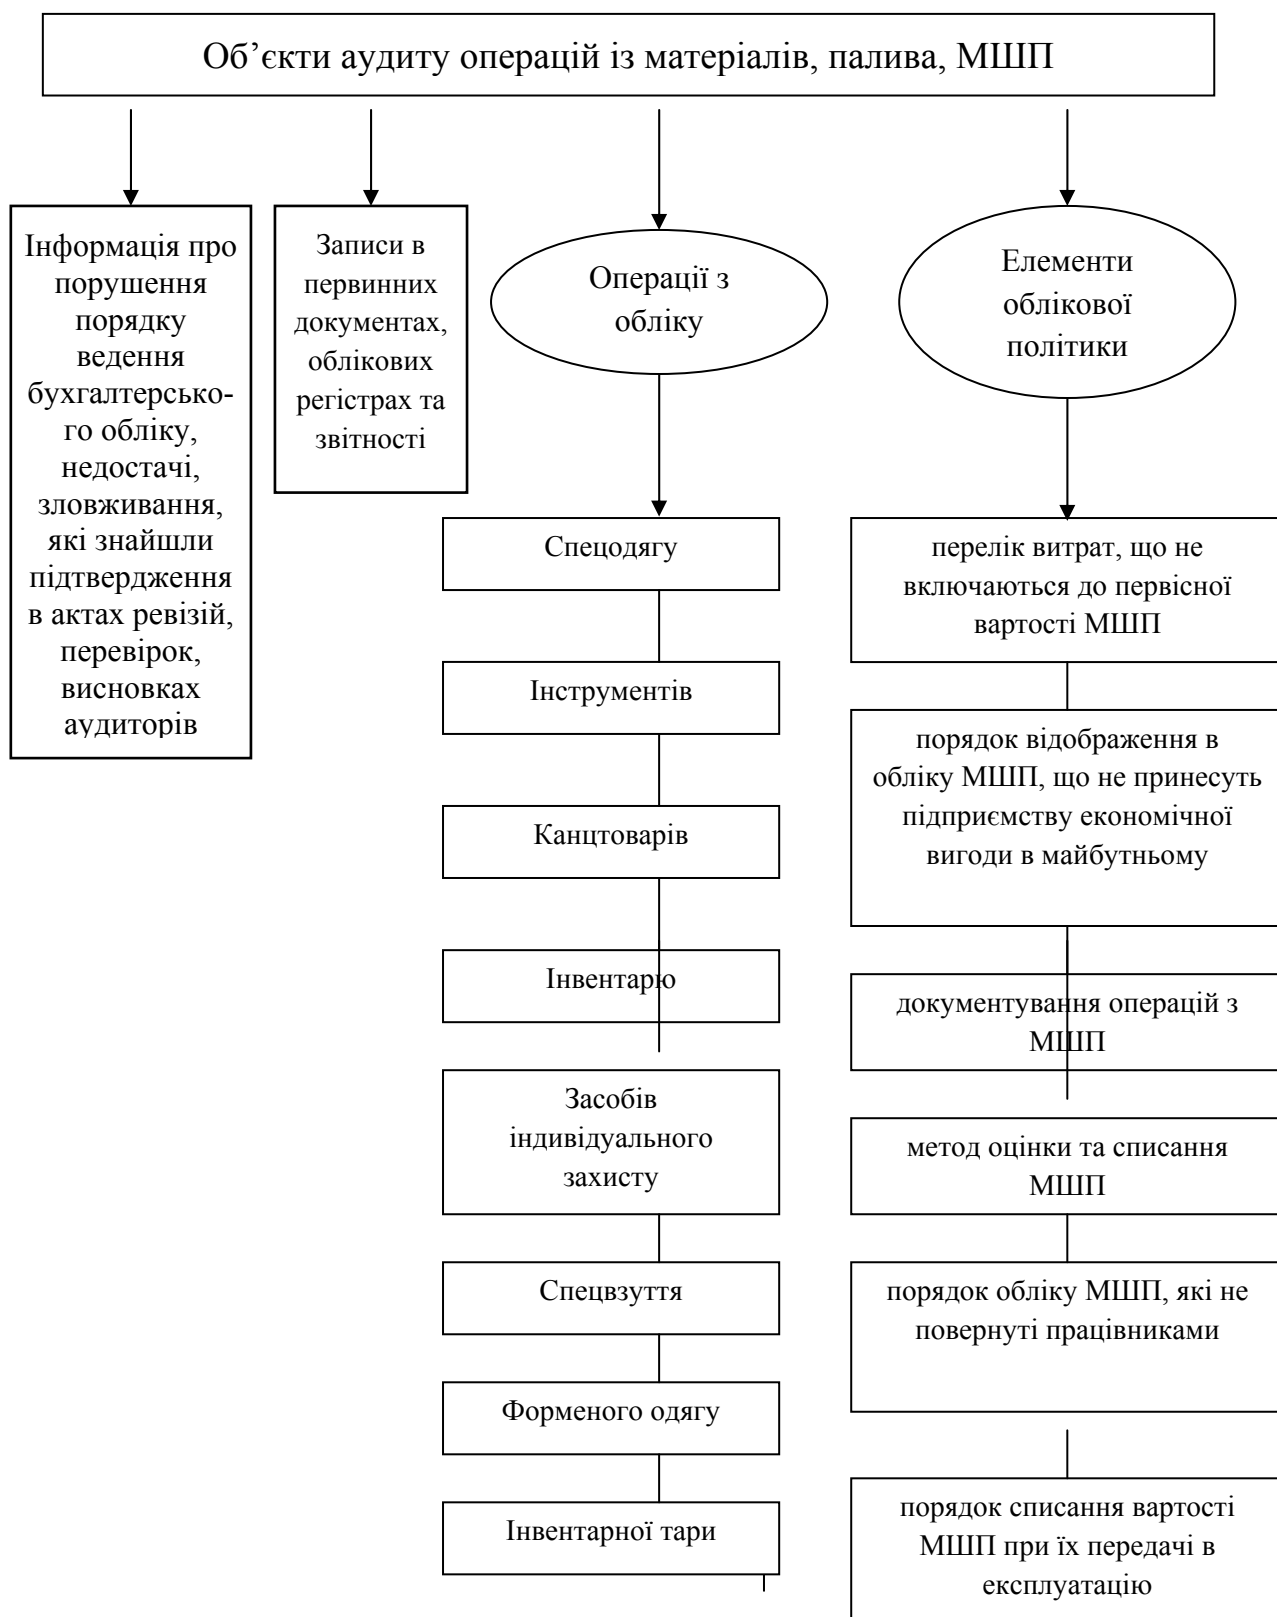 Об’єкти аудиту операцій із матеріалів, палива, МШП
Інформація про
порушення
порядку
ведення
бухгалтерсько-
го обліку,
недостачі,
зловживання,
які знайшли
підтвердження
в актах ревізій,
перевірок,
висновках
аудиторів
Записи в
первинних
документах,
облікових
регістрах та
звітності
Операції з
обліку
Спецодягу
Інструментів
Канцтоварів
Інвентарю
Засобів
індивідуального
захисту
Спецвзуття
Форменого одягу
Інвентарної тари
Елементи
облікової
політики
перелік витрат, що не
включаються до первісної
вартості МШП
порядок відображення в
обліку МШП, що не принесуть
підприємству економічної
вигоди в майбутньому
документування операцій з
МШП
метод оцінки та списання
МШП
порядок обліку МШП, які не
повернуті працівниками
порядок списання вартості
МШП при їх передачі в
експлуатацію